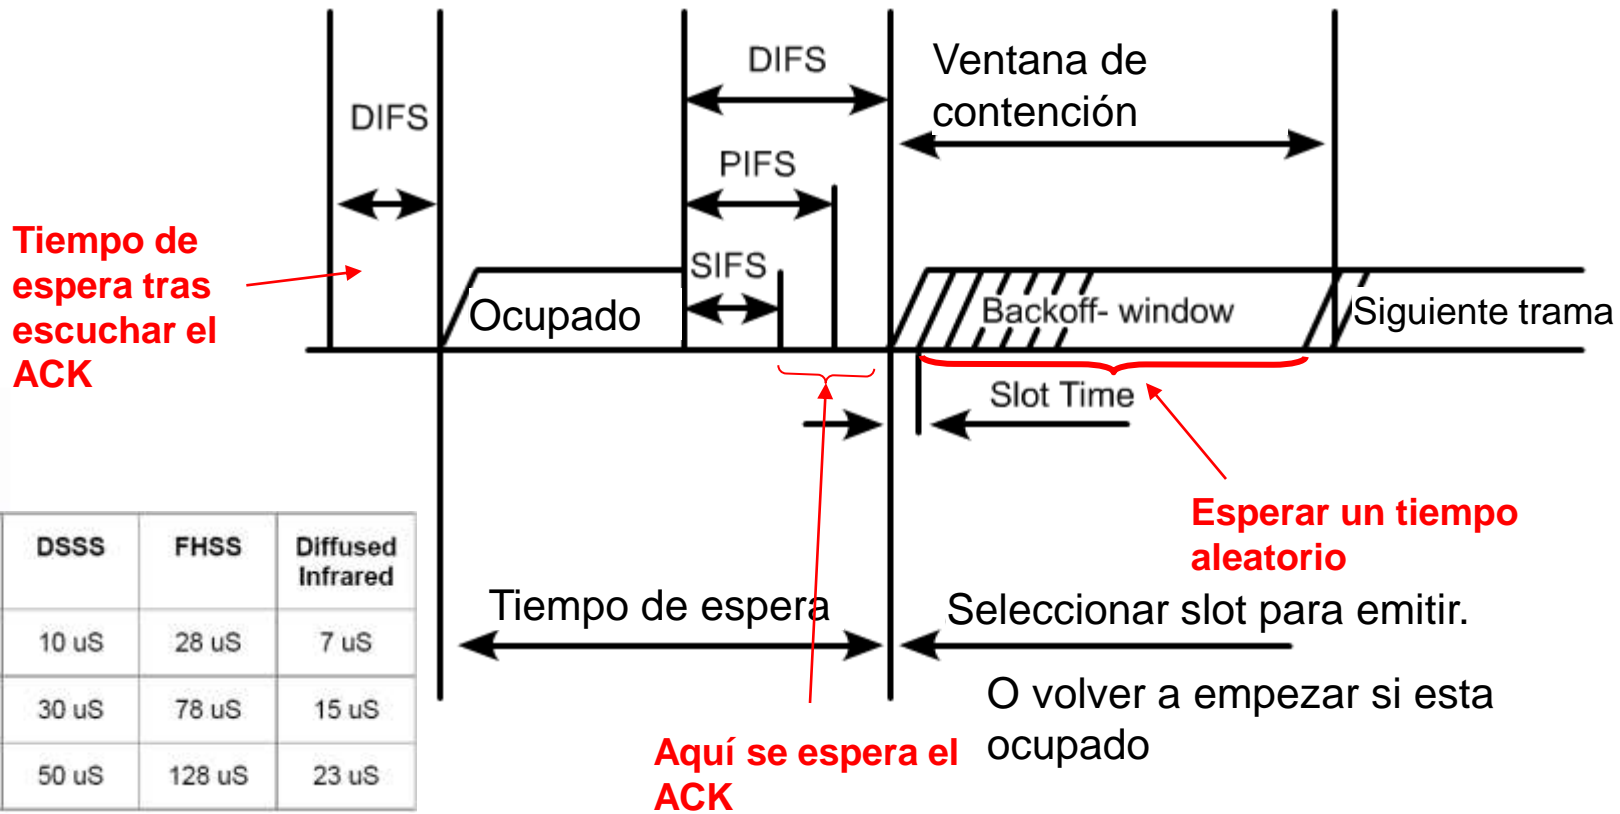 DIFS
Ventana de
contención
DIFS
PIFS
Tiempo de
espera tras
escuchar el
ACK
SIFS
Ocupado
Backoff- window
Siguiente trama
Slot Time
Esperar un tiempo
aleatorio
DSSS FHSS Diffused
Infrared
10 uS 28 uS 7 uS
30 uS 78 uS 15 uS
50 uS 128 uS 23 uS
Tiempo de espera
Seleccionar slot para emitir.
O volver a empezar si esta
ocupado
Aquí se espera el
ACK